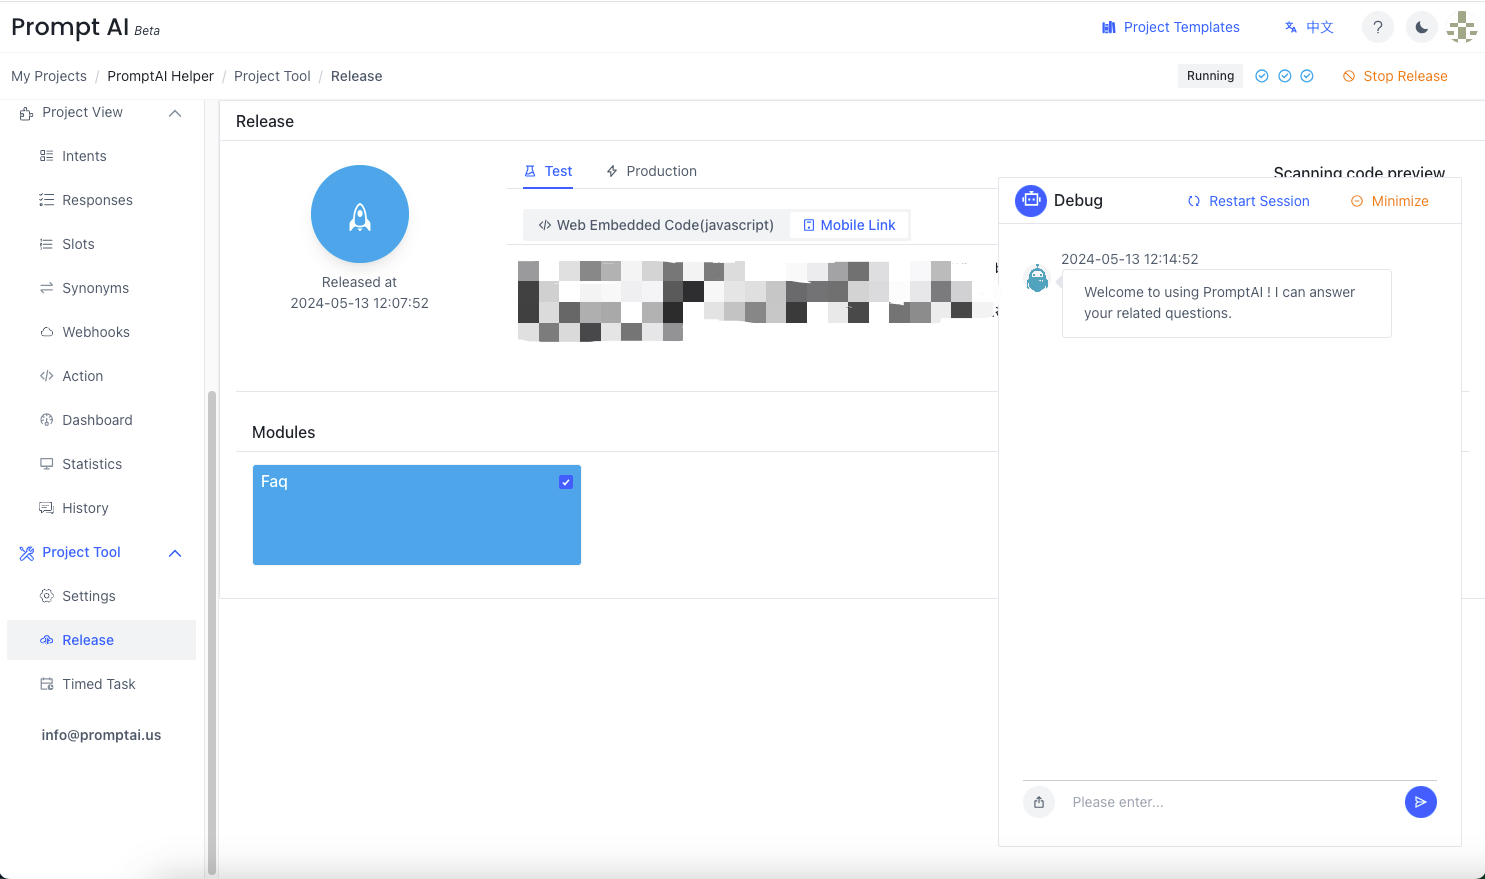 Prompt AI Beta
Project Templates
中文
?
My Projects / PromptAI Helper / Project Tool / Release
Running
Stop Release
Project View
Intents
Responses
Slots
Synonyms
Webhooks
Action
Dashboard
Statistics
History
Project Tool
Settings
Release
Timed Task
info@promptai.us
Release
Released at
2024-05-13 12:07:52
Test
Production
Scanning code preview
</> Web Embedded Code(javascript)
Mobile Link
Modules
Faq
Debug
Restart Session
Minimize
2024-05-13 12:14:52
Welcome to using PromptAI ! I can answer
your related questions.
Please enter...